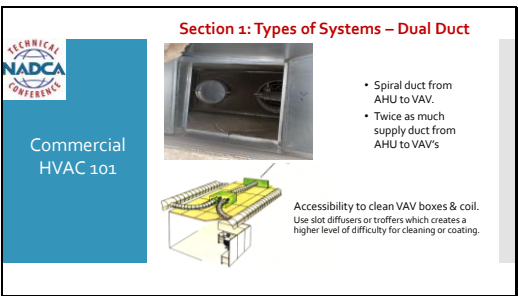 Section 1: Types of Systems – Dual Duct
TECHNICAL
NADCA
CONFERENCE
Commercial
HVAC 101
• Spiral duct from
AHU to VAV.
• Twice as much
supply duct from
AHU to VAV's
Accessibility to clean VAV boxes & coil.
Use slot diffusers or troffers which creates a
higher level of difficulty for cleaning or coating.